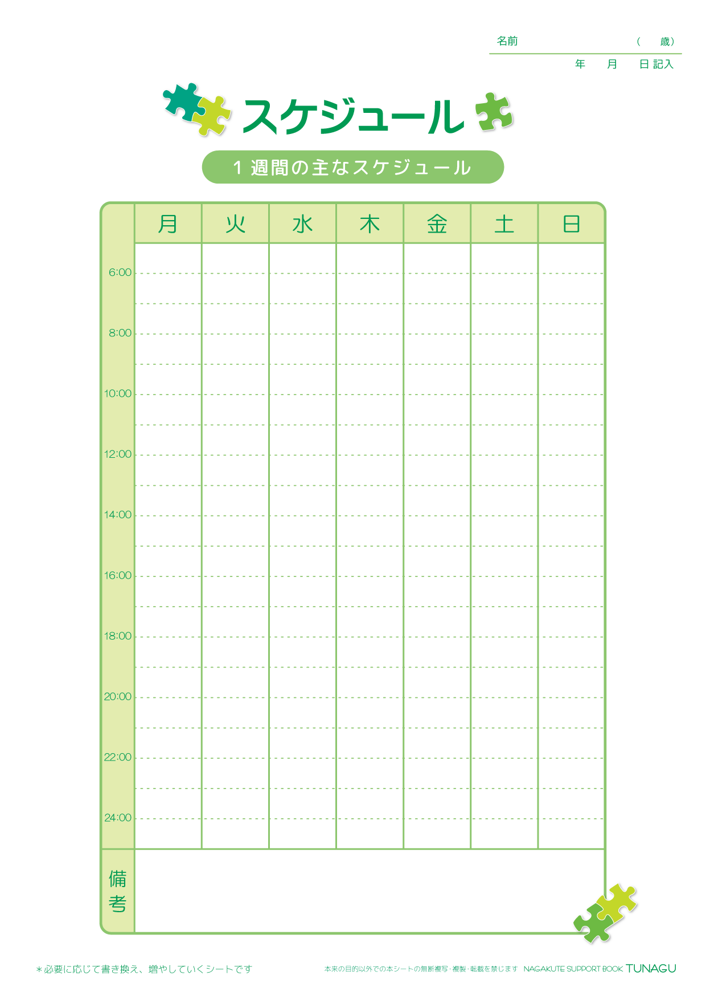 名前 （ 歳）
年 月 日 記入
スケジュール
1 週間の主なスケジュール
月 火 水 木 金 土 日
6:00
8:00
10:00
12:00
14:00
16:00
18:00
20:00
22:00
24:00
備考
＊必要に応じて書き換え、増やしていくシートです
本来の目的以外での本シートの無断複写・複製・転載を禁じます NAGAKUTE SUPPORT BOOK TUNAGU